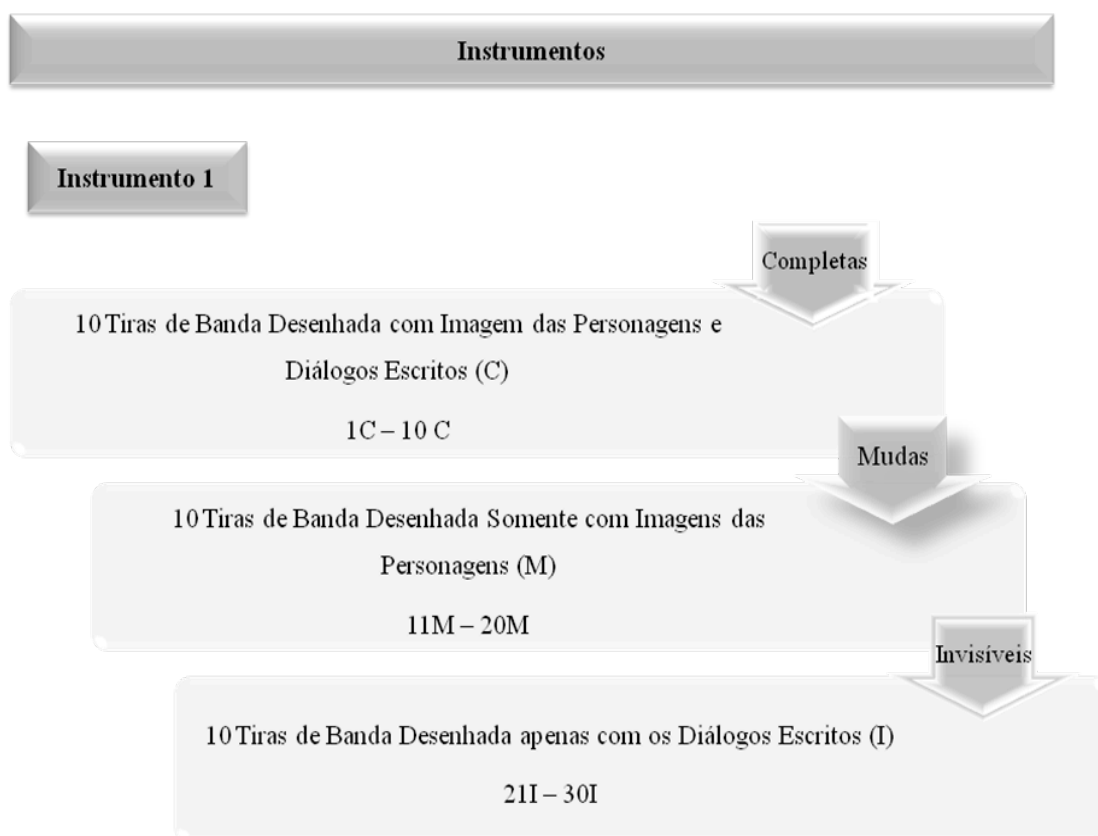 Instrumentos
Instrumento 1
Completas
10 Tiras de Banda Desenhada com Imagem das Personagens e
Diálogos Escritos (C)
1C – 10 C
Mudas
10 Tiras de Banda Desenhada Somente com Imagens das
Personagens (M)
11M – 20M
Invisíveis
10 Tiras de Banda Desenhada apenas com os Diálogos Escritos (I)
21I – 30I